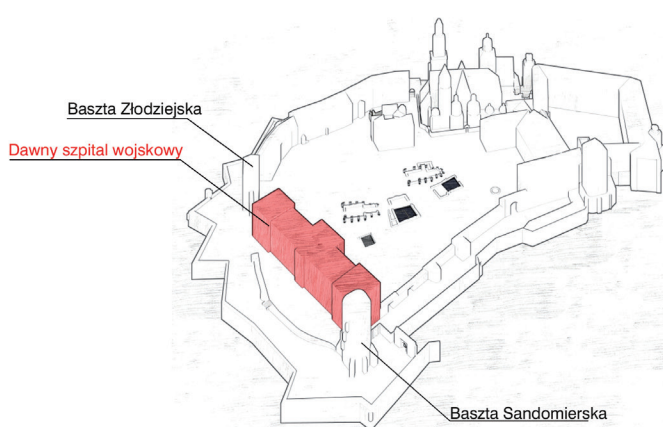 Baszta Złodziejska
Dawny szpital wojskowy
Baszta Sandomierska